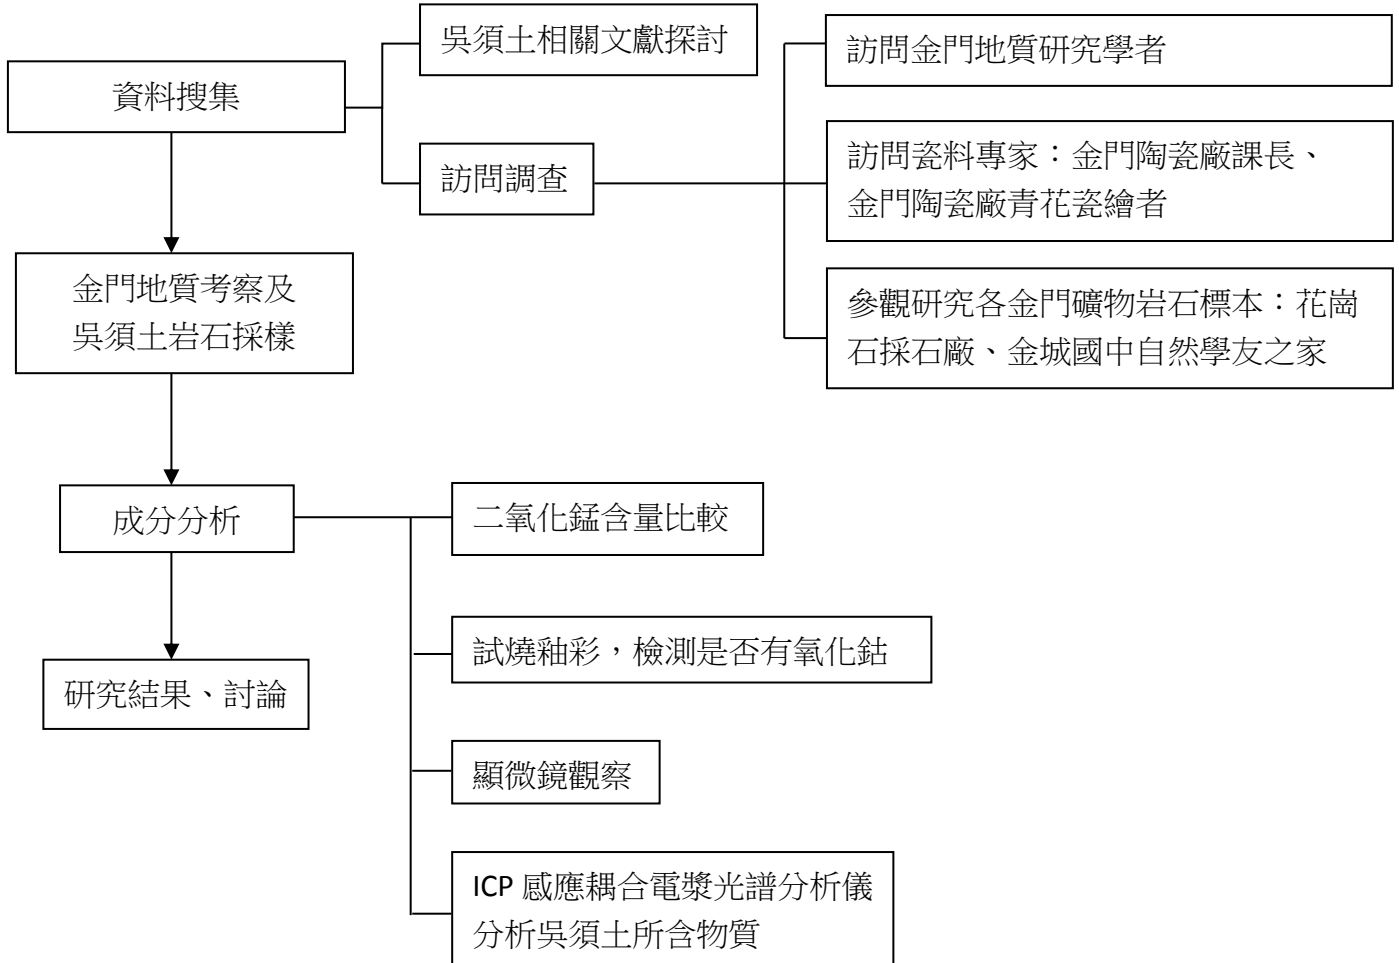 資料搜集
吳須土相關文獻探討
訪問調查
訪問金門地質研究學者
訪問瓷料專家：金門陶瓷廠課長、
金門陶瓷廠青花瓷繪者
參觀研究各金門礦物岩石標本：花崗
石採石廠、金城國中自然學友之家
金門地質考察及
吳須土岩石採樣
成分分析
二氧化錳含量比較
試燒釉彩，檢測是否有氧化鈷
顯微鏡觀察
ICP 感應耦合電漿光譜分析儀
分析吳須土所含物質
研究結果、討論